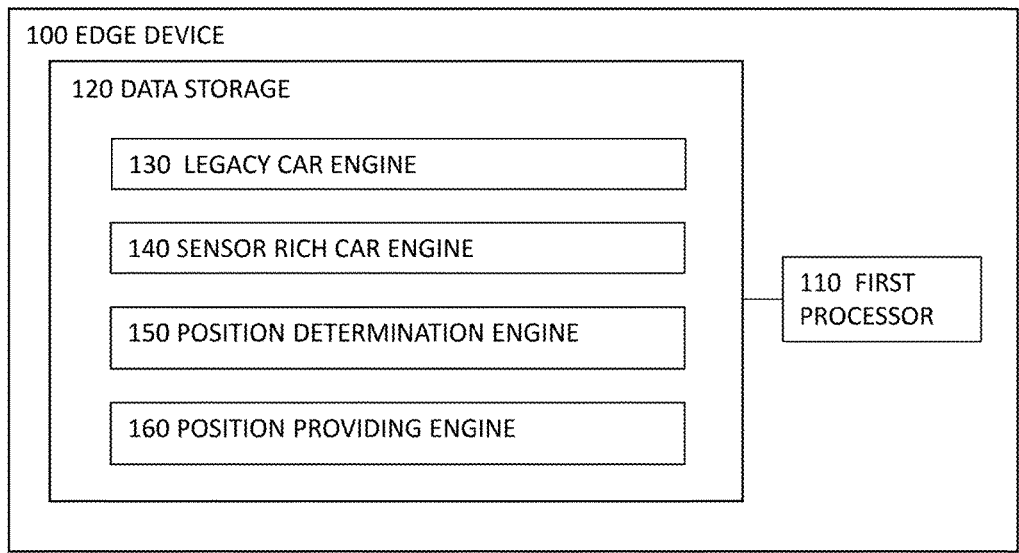 100 EDGE DEVICE
120 DATA STORAGE
130 LEGACY CAR ENGINE
140 SENSOR RICH CAR ENGINE
150 POSITION DETERMINATION ENGINE
160 POSITION PROVIDING ENGINE
110 FIRST
PROCESSOR